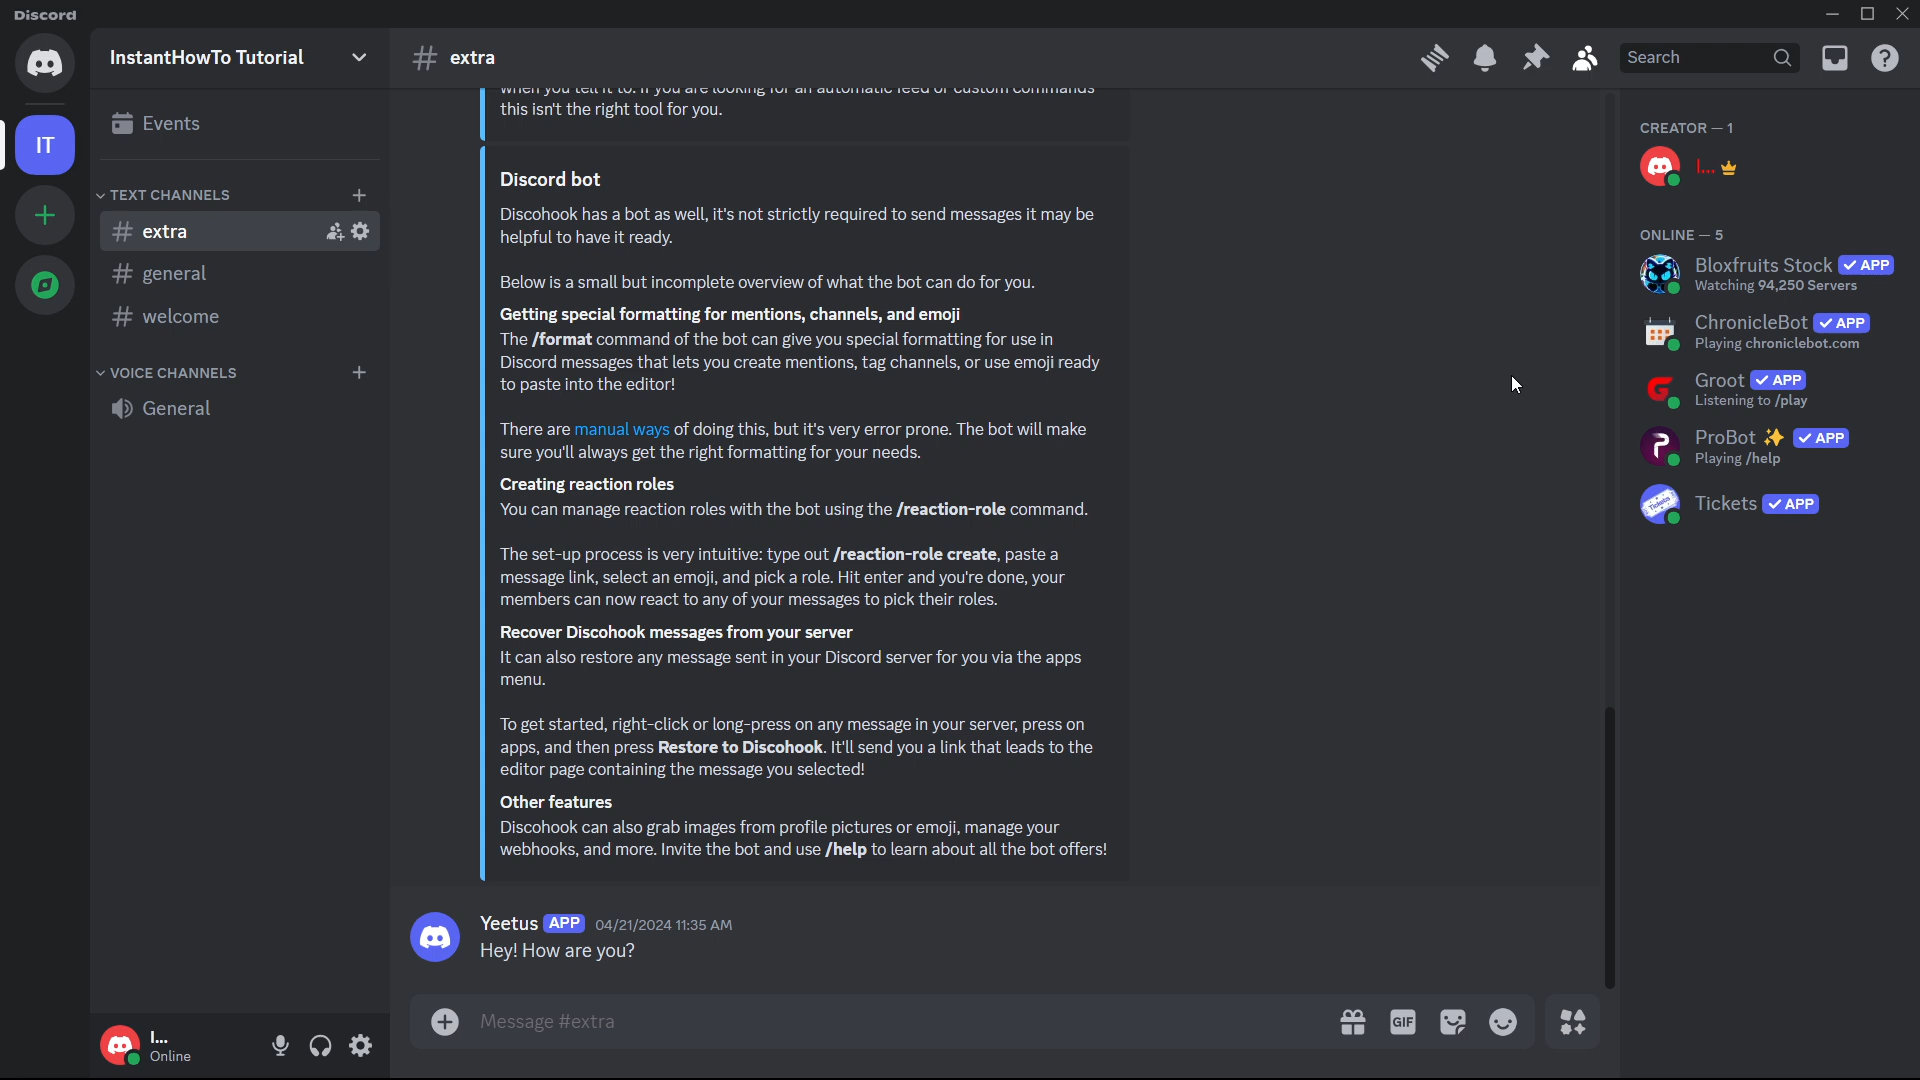 Discord
InstantHowTo Tutorial
extra
Search
Events
IT
TEXT CHANNELS
extra
general
welcome
VOICE CHANNELS
General
this isn't the right tool for you.
Discord bot
Discohook has a bot as well, it's not strictly required to send messages it may be
helpful to have it ready.
Below is a small but incomplete overview of what the bot can do for you.
Getting special formatting for mentions, channels, and emoji
The /format command of the bot can give you special formatting for use in
Discord messages that lets you create mentions, tag channels, or use emoji ready
to paste into the editor!
There are manual ways of doing this, but it's very error prone. The bot will make
sure you'll always get the right formatting for your needs.
Creating reaction roles
You can manage reaction roles with the bot using the /reaction-role command.
The set-up process is very intuitive: type out /reaction-role create, paste a
message link, select an emoji, and pick a role. Hit enter and you're done, your
members can now react to any of your messages to pick their roles.
Recover Discohook messages from your server
It can also restore any message sent in your Discord server for you via the apps
menu.
To get started, right-click or long-press on any message in your server, press on
apps, and then press Restore to Discohook. It'll send you a link that leads to the
editor page containing the message you selected!
Other features
Discohook can also grab images from profile pictures or emoji, manage your
webhooks, and more. Invite the bot and use /help to learn about all the bot offers!
Yeetus APP 04/21/2024 11:35 AM
Hey! How are you?
Message #extra
GIF
I...
Online
CREATOR — 1
I...
ONLINE — 5
Bloxfruits Stock APP
Watching 94,250 Servers
ChronicleBot APP
Playing chroniclebot.com
Groot APP
Listening to /play
ProBot APP
Playing /help
Tickets APP